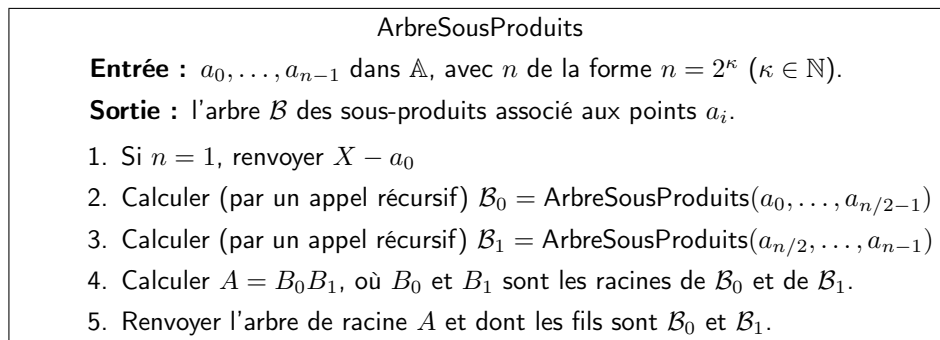 ArbreSousProduits
Entrée : a₀, . . . , aₙ₋₁ dans 𝔸, avec n de la forme n = 2^κ (κ ∈ ℕ).
Sortie : l'arbre ℬ des sous-produits associé aux points aᵢ.
1. Si n = 1, renvoyer X − a₀
2. Calculer (par un appel récursif) ℬ₀ = ArbreSousProduits(a₀, . . . , a_{n/2−1})
3. Calculer (par un appel récursif) ℬ₁ = ArbreSousProduits(a_{n/2}, . . . , a_{n−1})
4. Calculer A = B₀B₁, où B₀ et B₁ sont les racines de ℬ₀ et de ℬ₁.
5. Renvoyer l'arbre de racine A et dont les fils sont ℬ₀ et ℬ₁.